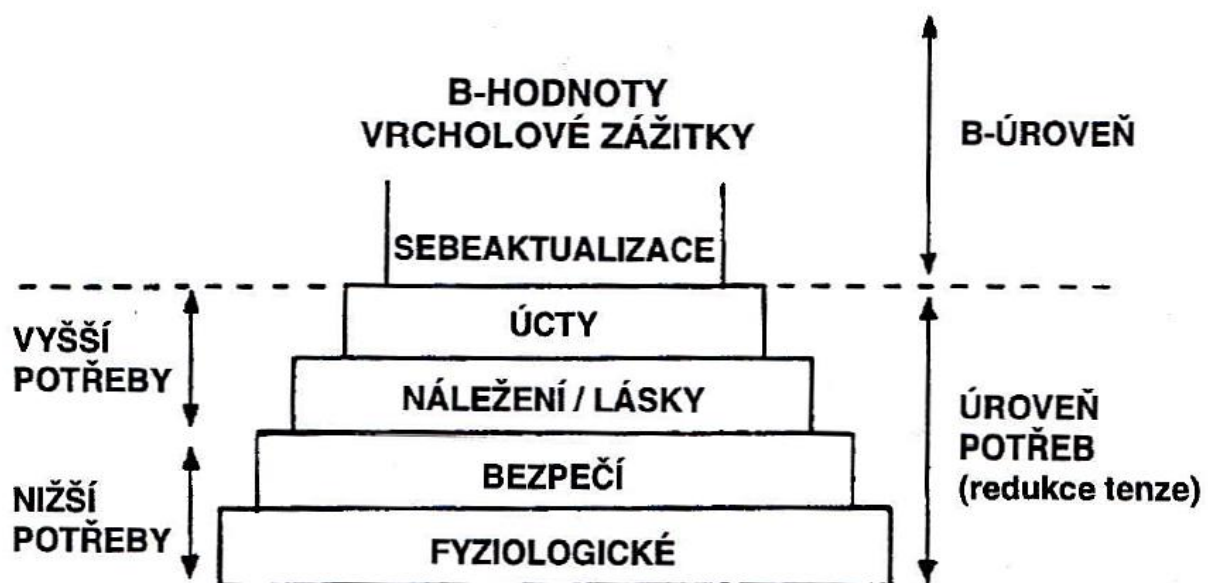 B-HODNOTY
VRCHOLOVÉ ZÁŽITKY
B-ÚROVEŇ
SEBEAKTUALIZACE
ÚCTY
VYŠŠÍ
POTŘEBY
NÁLEŽENÍ / LÁSKY
ÚROVEŇ
POTŘEB
(redukce tenze)
BEZPEČÍ
NIŽŠÍ
POTŘEBY
FYZIOLOGICKÉ